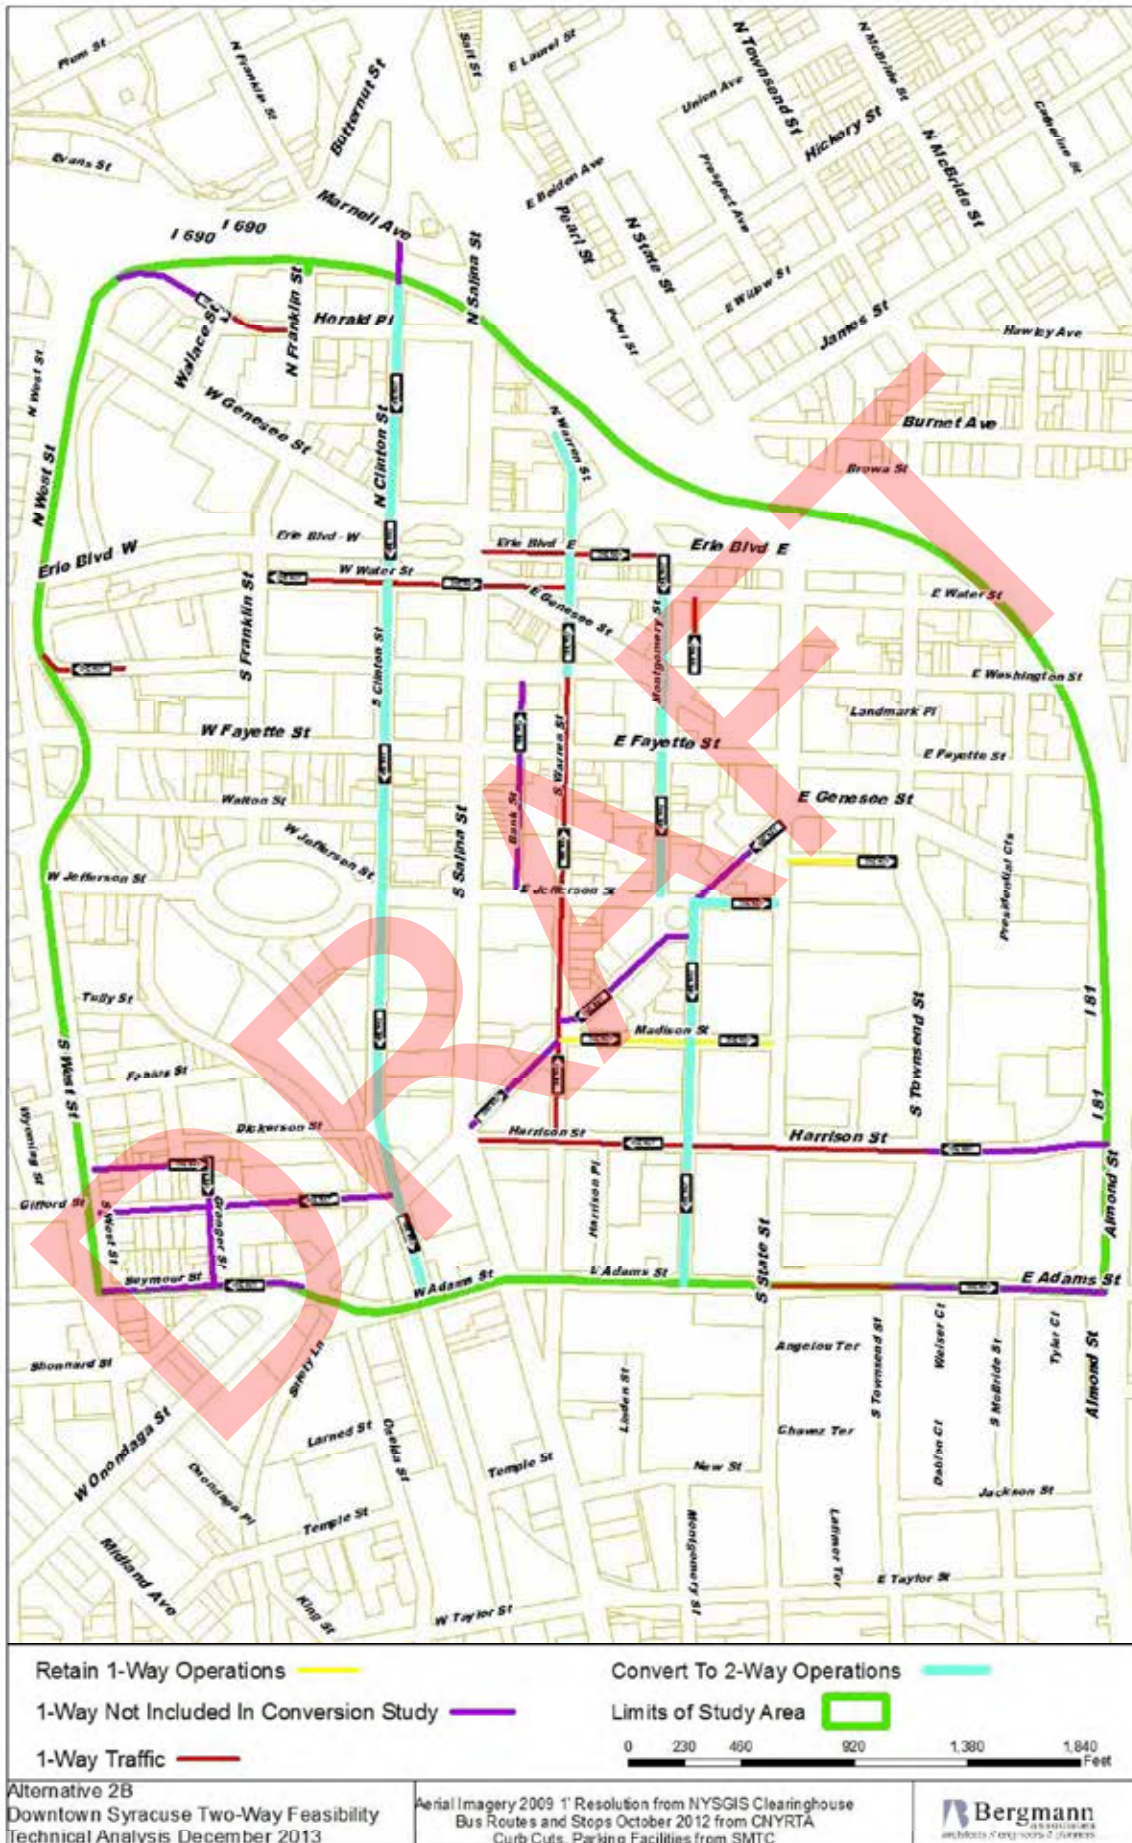 Plum St
N Franklin St
Butternut St
Salt St
E Laurel St
N Townsend St
N McBride St
Union Ave
Hickory St
Catherine St
N McBride St
Evans St
Prospect Ave
E Belden Ave
Marnell Ave
Pearl St
N State St
I 690
I 690
N Salina St
E Willow St
N Franklin St
Herald Pl
Wallace St
Pearl St
James St
Hawley Ave
N West St
W Genesee St
N Clinton St
N Warren St
Burnet Ave
N West St
Erie Blvd W
Erie Blvd W
Erie Blvd E
Erie Blvd E
W Water St
E Genesee St
E Water St
S Franklin St
S Clinton St
Montgomery St
E Washington St
Landmark Pl
W Fayette St
S Warren St
E Fayette St
E Fayette St
Walton St
Bank St
E Genesee St
W Jefferson St
S Salina St
Presidential Cts
W Jefferson St
E Jefferson St
Tully St
I 81
Madison St
S Townsend St
S West St
Fabius St
I 81
Wyoming St
Dickerson St
Harrison St
Harrison St
Harrison Pl
Almond St
Gifford St
S West St
Granger St
S State St
Seymour St
W Adams St
E Adams St
E Adams St
Shonnard St
Safety Ln
Angelou Ter
S Townsend St
Weiser Ct
S McBride St
Tyler Ct
Almond St
Linden St
W Onondaga St
Larned St
Oneida St
Chavez Ter
Dablon Ct
Onondaga Pl
Temple St
New St
Jackson St
Temple St
Montgomery St
Latimer Ter
Midland Ave
King St
W Taylor St
E Taylor St
DRAFT
Retain 1-Way Operations
Convert To 2-Way Operations
1-Way Not Included In Conversion Study
Limits of Study Area
1-Way Traffic
0 230 460 920 1,380 1,840
Feet
Alternative 2B
Downtown Syracuse Two-Way Feasibility
Technical Analysis December 2013
Aerial Imagery 2009 1' Resolution from NYSGIS Clearinghouse
Bus Routes and Stops October 2012 from CNYRTA
Curb Cuts, Parking Facilities from SMTC
Bergmann
associates
architects // engineers // planners